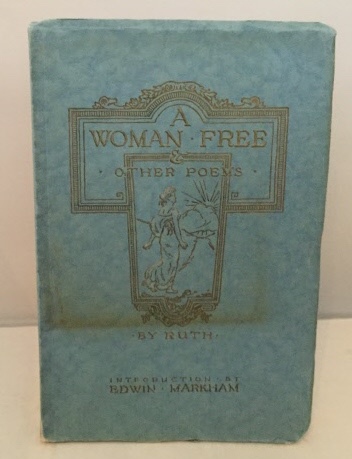 A
WOMAN · FREE
&
· OTHER POEMS ·
· BY RUTH ·
INTRODUCTION BY
EDWIN · MARKHAM